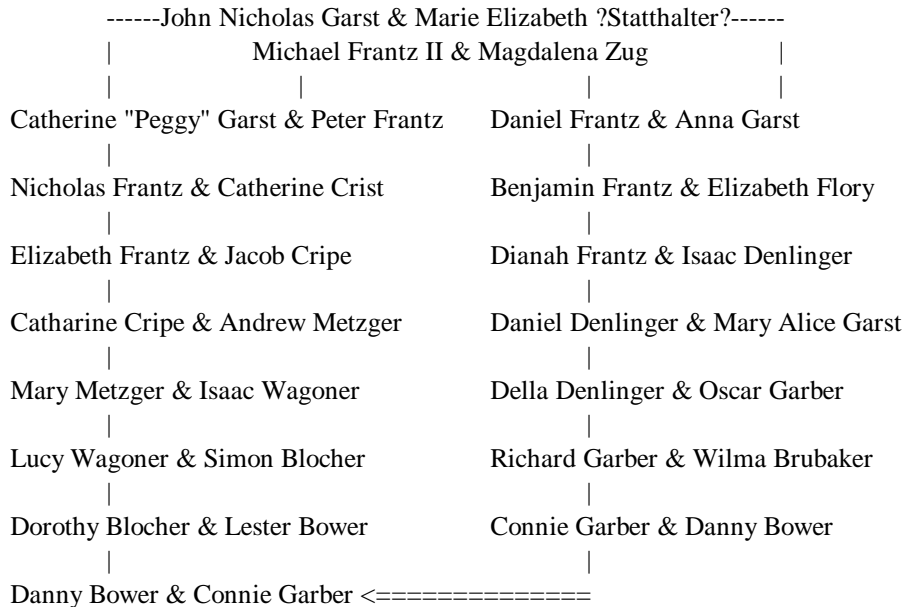 ------John Nicholas Garst & Marie Elizabeth ?Statthalter?------
| Michael Frantz II & Magdalena Zug |
| | | |
Catherine "Peggy" Garst & Peter Frantz Daniel Frantz & Anna Garst
| |
Nicholas Frantz & Catherine Crist Benjamin Frantz & Elizabeth Flory
| |
Elizabeth Frantz & Jacob Cripe Dianah Frantz & Isaac Denlinger
| |
Catharine Cripe & Andrew Metzger Daniel Denlinger & Mary Alice Garst
| |
Mary Metzger & Isaac Wagoner Della Denlinger & Oscar Garber
| |
Lucy Wagoner & Simon Blocher Richard Garber & Wilma Brubaker
| |
Dorothy Blocher & Lester Bower Connie Garber & Danny Bower
| |
Danny Bower & Connie Garber <==============